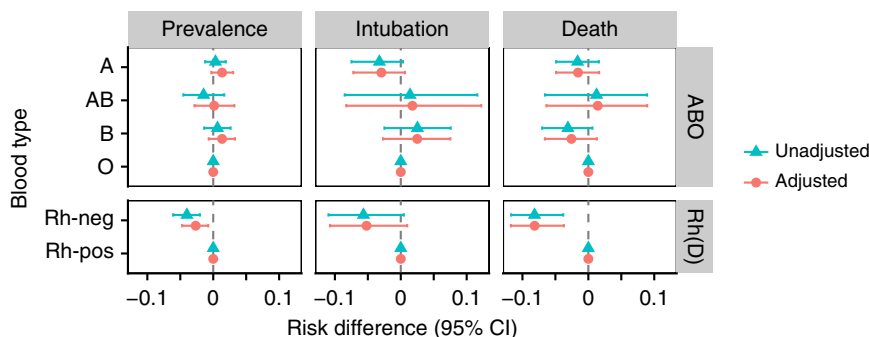 Prevalence Intubation Death
Blood type
A
AB
B
O
ABO
Unadjusted
Adjusted
Rh-neg
Rh-pos
Rh(D)
−0.1 0 0.1 −0.1 0 0.1 −0.1 0 0.1
Risk difference (95% CI)